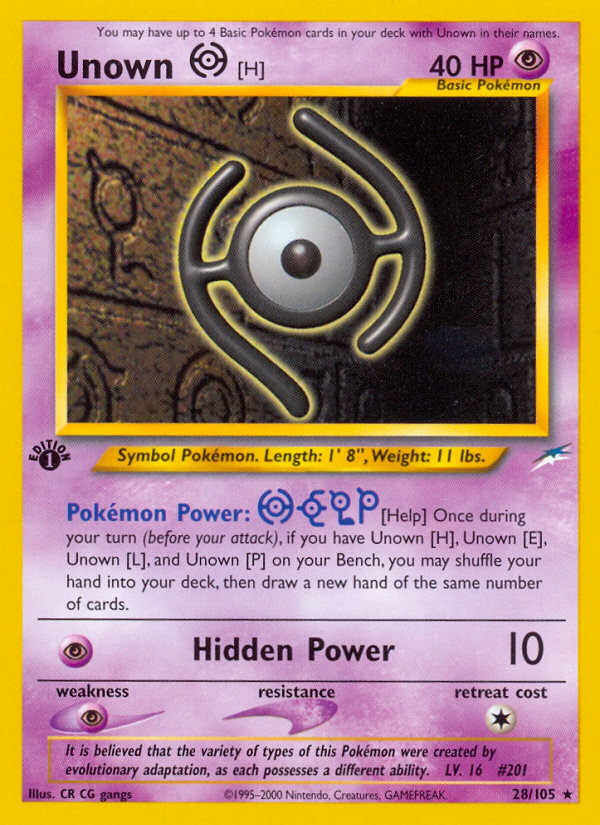 You may have up to 4 Basic Pokémon cards in your deck with Unown in their names.
Unown [H] 40 HP
Basic Pokémon
EDITION 1
Symbol Pokémon. Length: 1' 8", Weight: 11 lbs.
Pokémon Power: HELP [Help] Once during
your turn (before your attack), if you have Unown [H], Unown [E],
Unown [L], and Unown [P] on your Bench, you may shuffle your
hand into your deck, then draw a new hand of the same number
of cards.
Hidden Power 10
weakness resistance retreat cost
It is believed that the variety of types of this Pokémon were created by
evolutionary adaptation, as each possesses a different ability. LV. 16 #201
Illus. CR CG gangs ©1995-2000 Nintendo, Creatures, GAMEFREAK. 28/105 ★